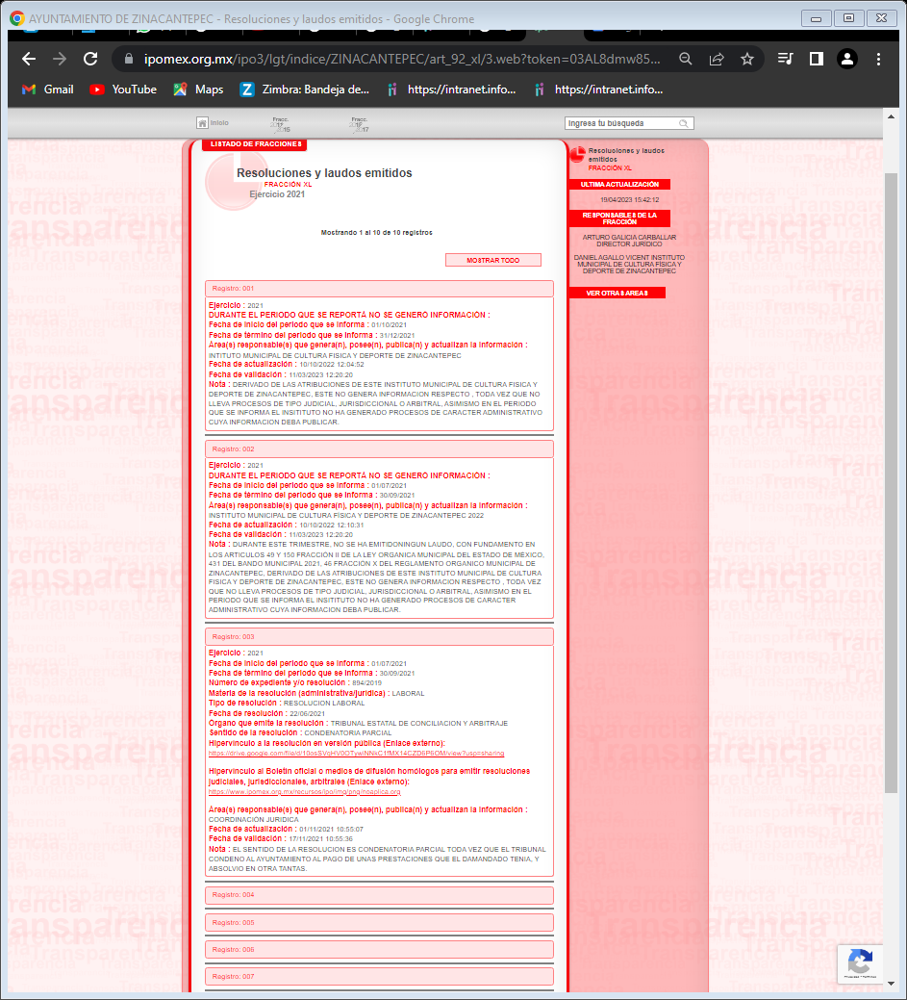 AYUNTAMIENTO DE ZINACANTEPEC - Resoluciones y laudos emitidos - Google Chrome
ipomex.org.mx/ipo3/lgt/indice/ZINACANTEPEC/art_92_xl/3.web?token=03AL8dmw85...
Gmail YouTube Maps Zimbra: Bandeja de... https://intranet.info... https://intranet.info...
Inicio Fracc. Fracc. Ingresa tu búsqueda
LISTADO DE FRACCIONES
Resoluciones y laudos emitidos
FRACCIÓN XL
Ejercicio 2021
Mostrando 1 al 10 de 10 registros
MOSTRAR TODO
Registro: 001
Ejercicio : 2021
DURANTE EL PERIODO QUE SE REPORTÁ NO SE GENERÓ INFORMACIÓN :
Fecha de inicio del periodo que se informa : 01/10/2021
Fecha de término del periodo que se informa : 31/12/2021
Área(s) responsable(s) que genera(n), posee(n), publica(n) y actualizan la información :
INTITUTO MUNICIPAL DE CULTURA FISICA Y DEPORTE DE ZINACANTEPEC
Fecha de actualización : 10/10/2022 12:04:52
Fecha de validación : 11/03/2023 12:20:20
Nota : DERIVADO DE LAS ATRIBUCIONES DE ESTE INSTITUTO MUNICIPAL DE CULTURA FISICA Y
DEPORTE DE ZINACANTEPEC, ESTE NO GENERA INFORMACION RESPECTO , TODA VEZ QUE NO
LLEVA PROCESOS DE TIPO JUDICIAL, JURISDICCIONAL O ARBITRAL, ASIMISMO EN EL PERIODO
QUE SE INFORMA EL INSITITUTO NO HA GENERADO PROCESOS DE CARACTER ADMINISTRATIVO
CUYA INFORMACION DEBA PUBLICAR.
Registro: 002
Ejercicio : 2021
DURANTE EL PERIODO QUE SE REPORTÁ NO SE GENERÓ INFORMACIÓN :
Fecha de inicio del periodo que se informa : 01/07/2021
Fecha de término del periodo que se informa : 30/09/2021
Área(s) responsable(s) que genera(n), posee(n), publica(n) y actualizan la información :
INSTITUTO MUNICIPAL DE CULTURA FÍSICA Y DEPORTE DE ZINACANTEPEC 2022
Fecha de actualización : 10/10/2022 12:10:31
Fecha de validación : 11/03/2023 12:20:20
Nota : DURANTE ESTE TRIMESTRE, NO SE HA EMITIDONINGUN LAUDO, CON FUNDAMENTO EN
LOS ARTICULOS 49 Y 150 FRACCIÓN II DE LA LEY ORGANICA MUNICIPAL DEL ESTADO DE MÉXICO,
431 DEL BANDO MUNICIPAL 2021, 46 FRACCION X DEL REGLAMENTO ORGANICO MUNICIPAL DE
ZINACANTEPEC, DERIVADO DE LAS ATRIBUCIONES DE ESTE INSTITUTO MUNICIPAL DE CULTURA
FISICA Y DEPORTE DE ZINACANTEPEC, ESTE NO GENERA INFORMACION RESPECTO , TODA VEZ
QUE NO LLEVA PROCESOS DE TIPO JUDICIAL, JURISDICCIONAL O ARBITRAL, ASIMISMO EN EL
PERIODO QUE SE INFORMA EL INSITITUTO NO HA GENERADO PROCESOS DE CARACTER
ADMINISTRATIVO CUYA INFORMACION DEBA PUBLICAR.
Registro: 003
Ejercicio : 2021
Fecha de inicio del periodo que se informa : 01/07/2021
Fecha de término del periodo que se informa : 30/09/2021
Número de expediente y/o resolución : 894/2019
Materia de la resolución (administrativa/jurídica) : LABORAL
Tipo de resolución : RESOLUCION LABORAL
Fecha de resolución : 22/06/2021
Órgano que emite la resolución : TRIBUNAL ESTATAL DE CONCILIACION Y ARBITRAJE
Sentido de la resolución : CONDENATORIA PARCIAL
Hipervínculo a la resolución en versión pública (Enlace externo):
Hipervínculo al Boletín oficial o medios de difusión homólogos para emitir resoluciones
judiciales, jurisdiccionales, arbitrales (Enlace externo):
https://www.ipomex.org.mx/recursos/ipo/img/png/noaplica.org
Área(s) responsable(s) que genera(n), posee(n), publica(n) y actualizan la información :
COORDINACIÓN JURIDICA
Fecha de actualización : 01/11/2021 10:55:07
Fecha de validación : 17/11/2021 10:55:36
Nota : EL SENTIDO DE LA RESOLUCION ES CONDENATORIA PARCIAL TODA VEZ QUE EL TRIBUNAL
CONDENO AL AYUNTAMIENTO AL PAGO DE UNAS PRESTACIONES QUE EL DAMANDADO TENIA, Y
ABSOLVIO EN OTRA TANTAS.
Registro: 004
Registro: 005
Registro: 006
Registro: 007
Resoluciones y laudos
emitidos
FRACCIÓN XL
ULTIMA ACTUALIZACIÓN
19/04/2023 15:42:12
RESPONSABLES DE LA
FRACCIÓN
ARTURO GALICIA CARBALLAR
DIRECTOR JURÍDICO
DANIEL AGALLO VICENT INSTITUTO
MUNICIPAL DE CULTURA FISICA Y
DEPORTE DE ZINACANTEPEC
VER OTRAS AREAS
Transparencia